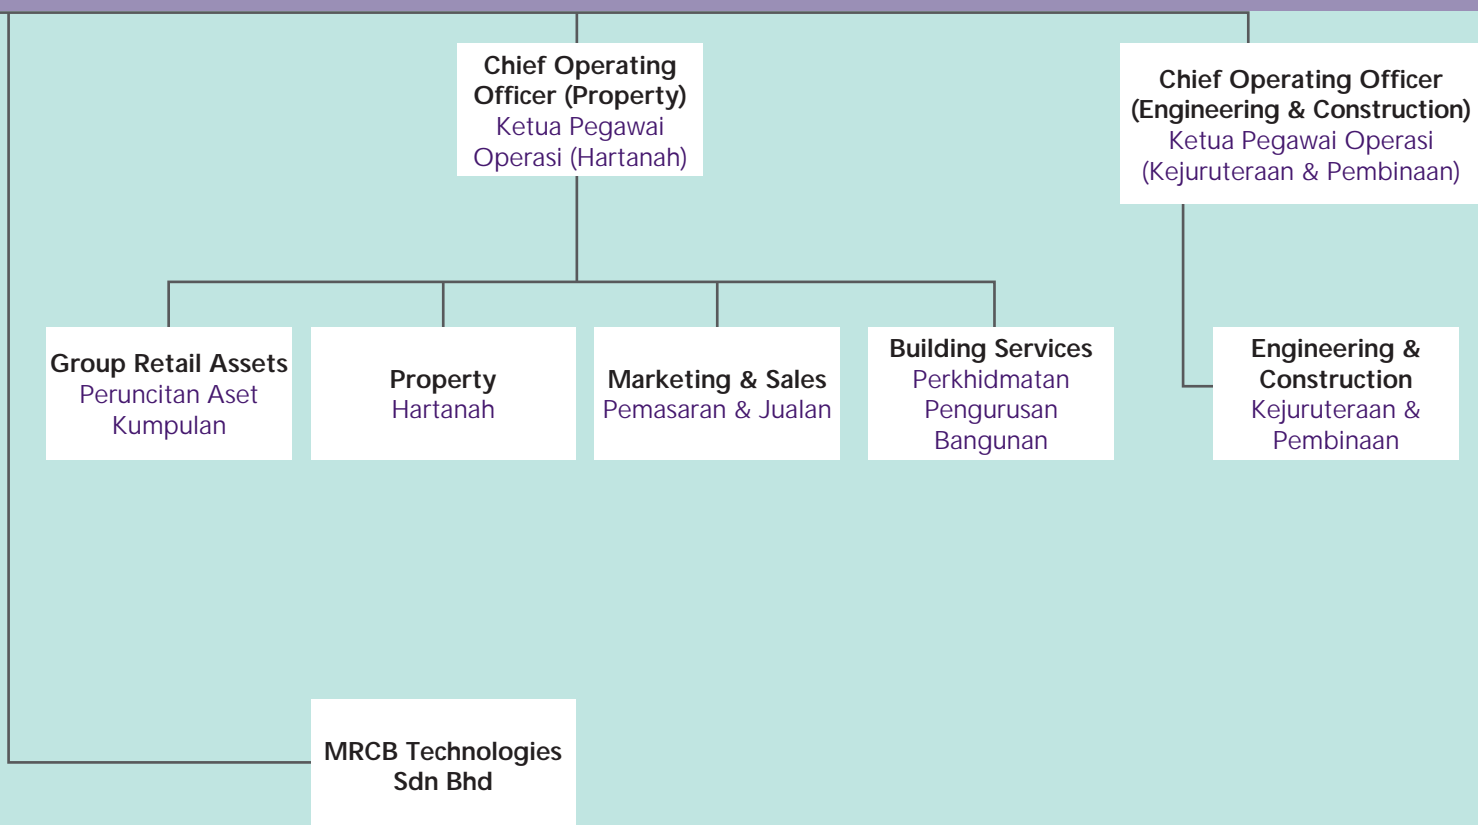 Chief Operating
Officer (Property)
Ketua Pegawai
Operasi (Hartanah)
Chief Operating Officer
(Engineering & Construction)
Ketua Pegawai Operasi
(Kejuruteraan & Pembinaan)
Group Retail Assets
Peruncitan Aset
Kumpulan
Property
Hartanah
Marketing & Sales
Pemasaran & Jualan
Building Services
Perkhidmatan
Pengurusan
Bangunan
Engineering &
Construction
Kejuruteraan &
Pembinaan
MRCB Technologies
Sdn Bhd